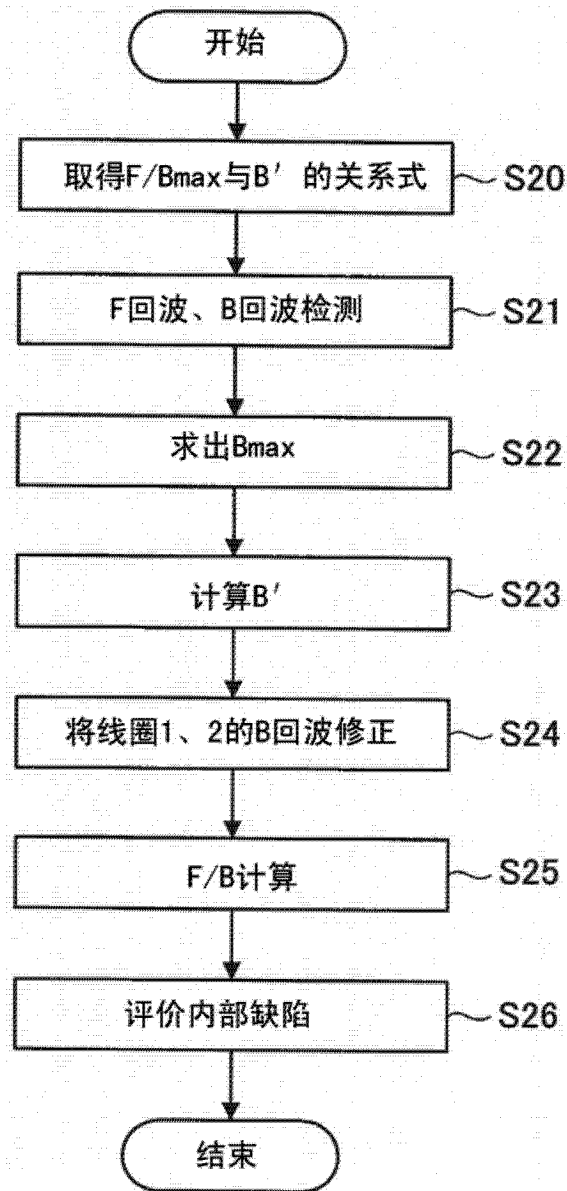 开始
取得F/Bmax与B′的关系式 S20
F回波、B回波检测 S21
求出Bmax S22
计算B′ S23
将线圈1、2的B回波修正 S24
F/B计算 S25
评价内部缺陷 S26
结束